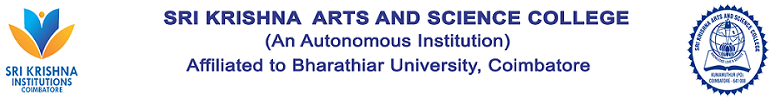 SRI KRISHNA
INSTITUTIONS
COIMBATORE
SRI KRISHNA ARTS AND SCIENCE COLLEGE
(An Autonomous Institution)
Affiliated to Bharathiar University, Coimbatore
SRI KRISHNA ARTS AND SCIENCE COLLEGE
KUNIAMUTHUR (PO)
COIMBATORE - 641 008